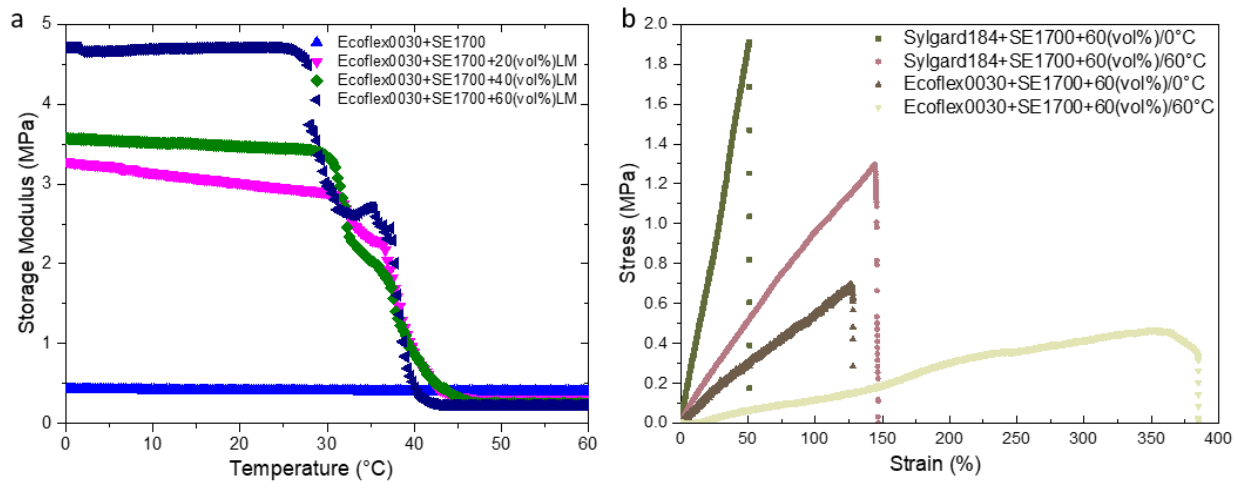 a
5
4
3
2
1
0
0
10
20
30
40
50
60
Storage Modulus (MPa)
Temperature (°C)
Ecoflex0030+SE1700
Ecoflex0030+SE1700+20(vol%)LM
Ecoflex0030+SE1700+40(vol%)LM
Ecoflex0030+SE1700+60(vol%)LM
b
2.0
1.8
1.6
1.4
1.2
1.0
0.8
0.6
0.4
0.2
0.0
0
50
100
150
200
250
300
350
400
Stress (MPa)
Strain (%)
Sylgard184+SE1700+60(vol%)/0°C
Sylgard184+SE1700+60(vol%)/60°C
Ecoflex0030+SE1700+60(vol%)/0°C
Ecoflex0030+SE1700+60(vol%)/60°C